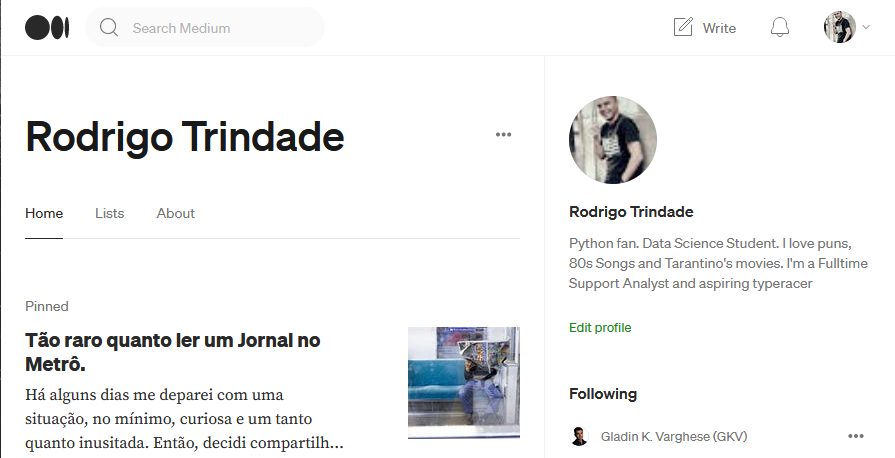 Search Medium
Write
Rodrigo Trindade
Home
Lists
About
Pinned
Tão raro quanto ler um Jornal no
Metrô.
Há alguns dias me deparei com uma
situação, no mínimo, curiosa e um tanto
quanto inusitada. Então, decidi compartilh...
Rodrigo Trindade
Python fan. Data Science Student. I love puns,
80s Songs and Tarantino's movies. I'm a Fulltime
Support Analyst and aspiring typeracer
Edit profile
Following
Gladin K. Varghese (GKV)